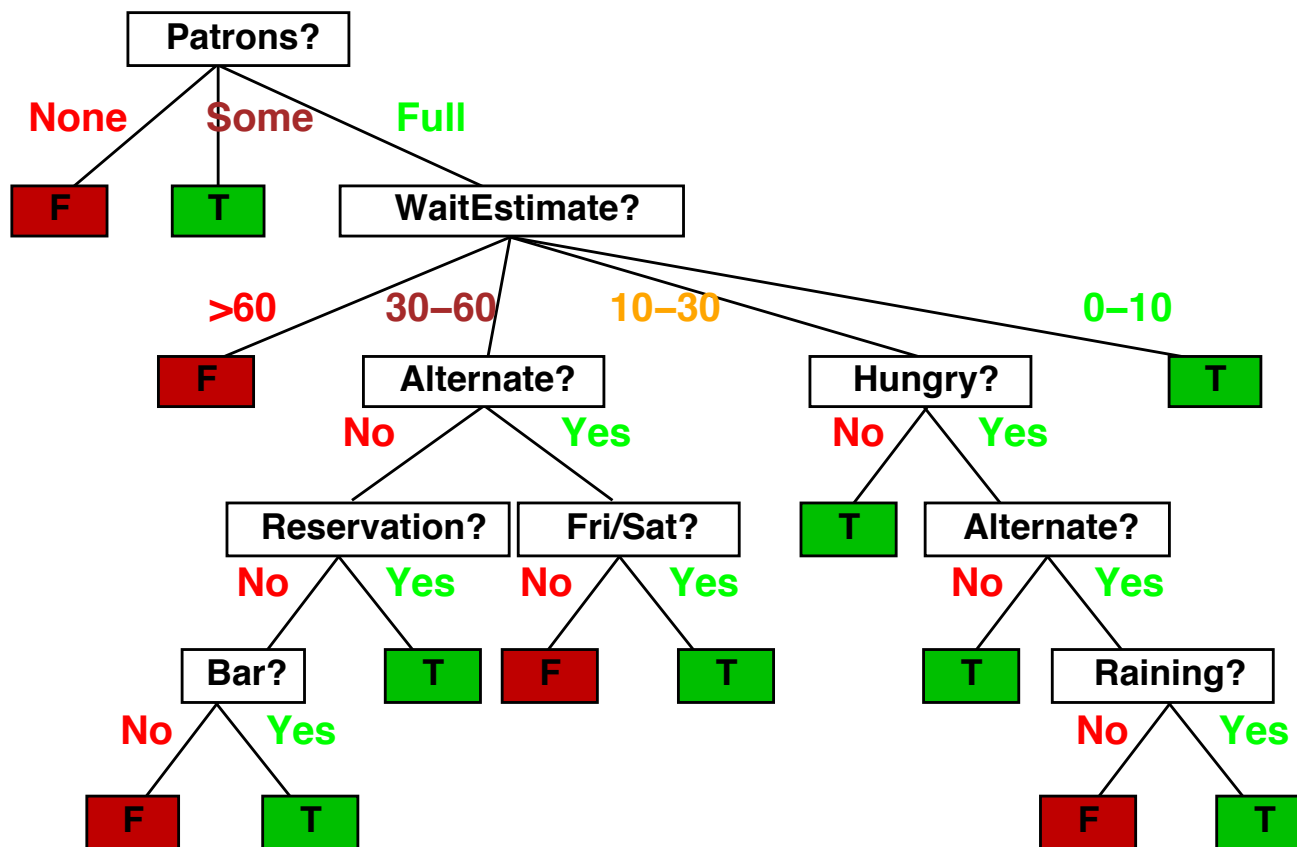 Patrons?
None Some Full
F T WaitEstimate?
>60 30–60 10–30 0–10
F Alternate? Hungry? T
No Yes No Yes
Reservation? Fri/Sat? T Alternate?
No Yes No Yes No Yes
Bar? T F T T Raining?
No Yes No Yes
F T F T